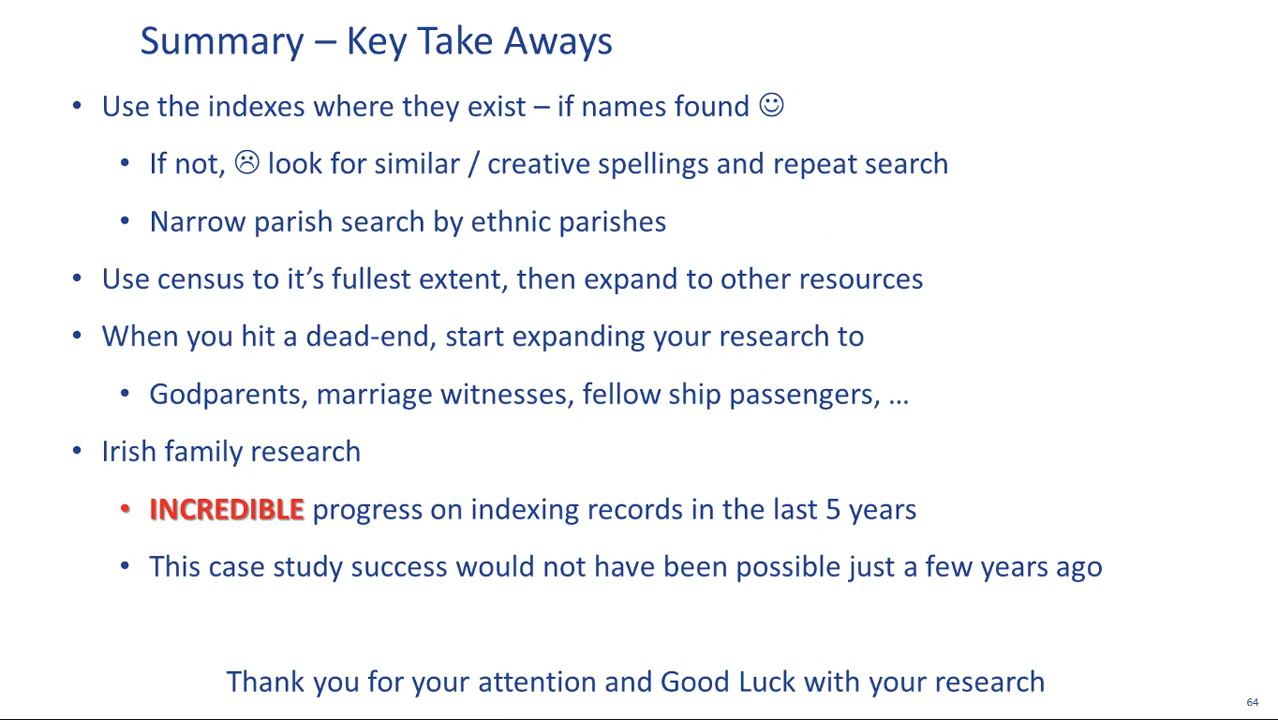 Summary – Key Take Aways
• Use the indexes where they exist – if names found ☺
• If not, ☹ look for similar / creative spellings and repeat search
• Narrow parish search by ethnic parishes
• Use census to it’s fullest extent, then expand to other resources
• When you hit a dead-end, start expanding your research to
• Godparents, marriage witnesses, fellow ship passengers, ...
• Irish family research
• INCREDIBLE progress on indexing records in the last 5 years
• This case study success would not have been possible just a few years ago
Thank you for your attention and Good Luck with your research
64